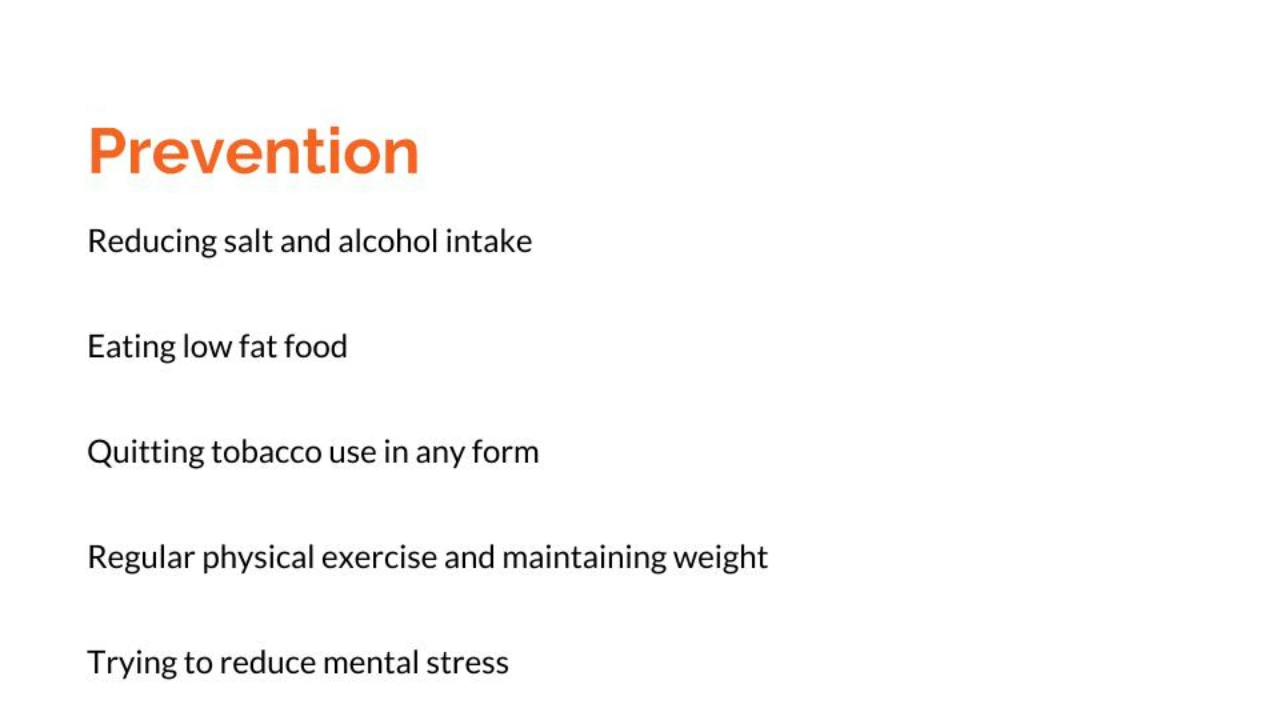 Prevention
Reducing salt and alcohol intake
Eating low fat food
Quitting tobacco use in any form
Regular physical exercise and maintaining weight
Trying to reduce mental stress